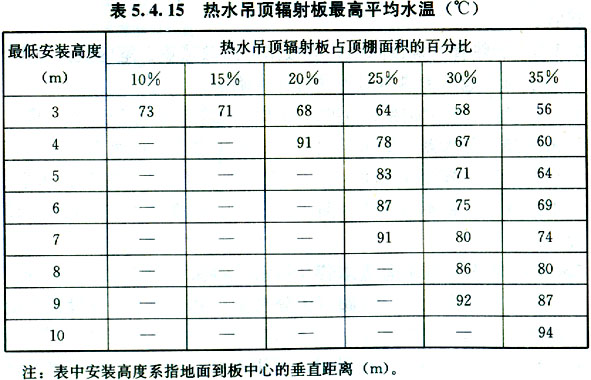 表 5.4.15 热水吊顶辐射板最高平均水温（℃）
最低安装高度（m） 热水吊顶辐射板占顶棚面积的百分比
10% 15% 20% 25% 30% 35%
3 73 71 68 64 58 56
4 — — 91 78 67 60
5 — — — 83 71 64
6 — — — 87 75 69
7 — — — 91 80 74
8 — — — — 86 80
9 — — — — 92 87
10 — — — — — 94
注：表中安装高度系指地面到板中心的垂直距离（m）。